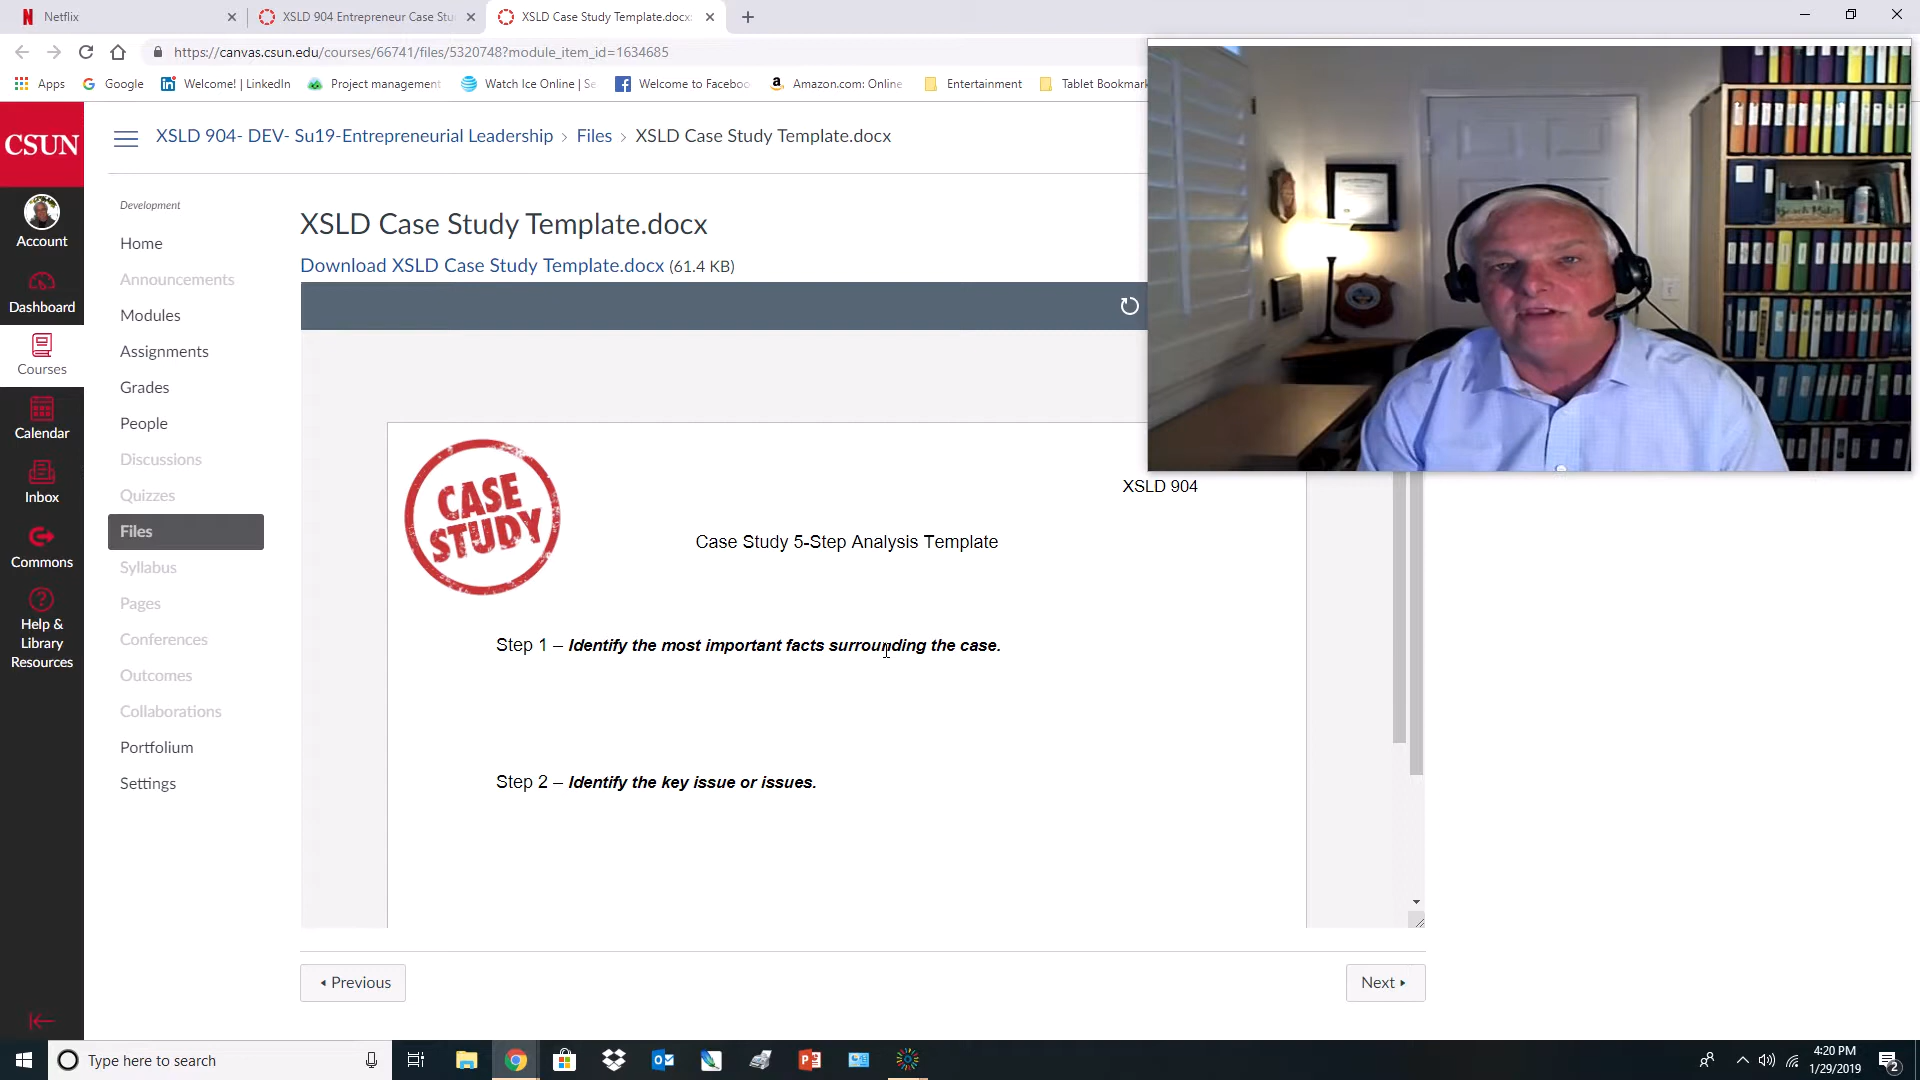 Netflix
XSLD 904 Entrepreneur Case Stu
XSLD Case Study Template.docx
https://canvas.csun.edu/courses/66741/files/5320748?module_item_id=1634685
Apps
Google
Welcome! | LinkedIn
Project management
Watch Ice Online | Se
Welcome to Faceboo
Amazon.com: Online
Entertainment
Tablet Bookmark
CSUN
XSLD 904- DEV- Su19-Entrepreneurial Leadership › Files › XSLD Case Study Template.docx
Account
Dashboard
Courses
Calendar
Inbox
Commons
Help &
Library
Resources
Development
Home
Announcements
Modules
Assignments
Grades
People
Discussions
Quizzes
Files
Syllabus
Pages
Conferences
Outcomes
Collaborations
Portfolium
Settings
XSLD Case Study Template.docx
Download XSLD Case Study Template.docx (61.4 KB)
CASE
STUDY
XSLD 904
Case Study 5-Step Analysis Template
Step 1 – Identify the most important facts surrounding the case.
Step 2 – Identify the key issue or issues.
Previous
Next
Type here to search
4:20 PM
1/29/2019
2